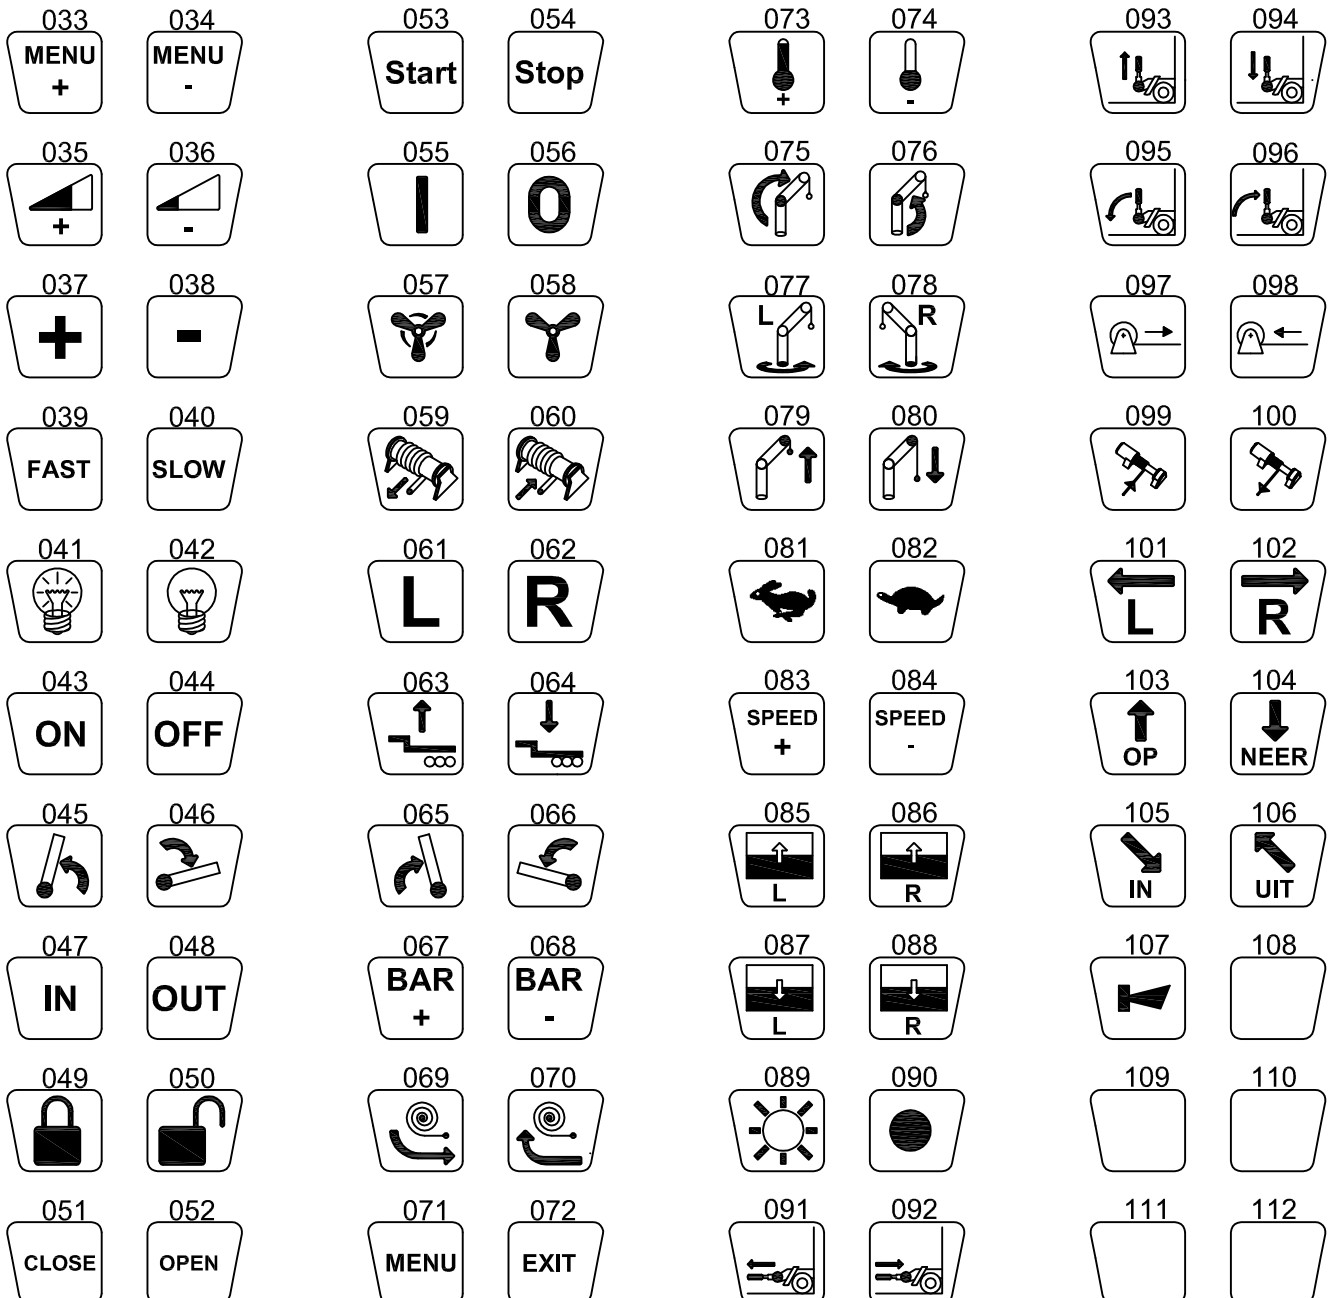 033 034 053 054 073 074 093 094
MENU + MENU - Start Stop + -
035 036 055 056 075 076 095 096
+ - I 0
037 038 057 058 077 078 097 098
+ - L R
039 040 059 060 079 080 099 100
FAST SLOW
041 042 061 062 081 082 101 102
L R L R
043 044 063 064 083 084 103 104
ON OFF SPEED + SPEED - OP NEER
045 046 065 066 085 086 105 106
L R IN UIT
047 048 067 068 087 088 107 108
IN OUT BAR + BAR - L R
049 050 069 070 089 090 109 110
051 052 071 072 091 092 111 112
CLOSE OPEN MENU EXIT